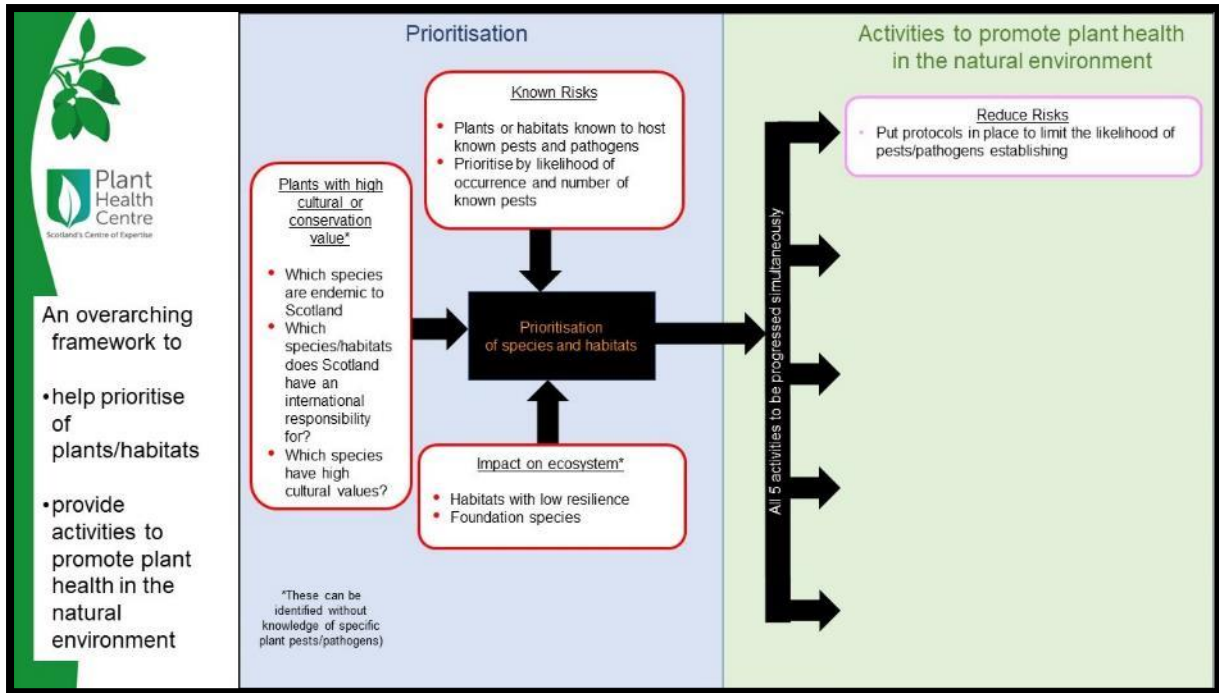 Plant
Health
Centre
Scotland's Centre of Expertise
An overarching
framework to
•help prioritise
of
plants/habitats
•provide
activities to
promote plant
health in the
natural
environment
Prioritisation
Plants with high
cultural or
conservation
value*
• Which species
are endemic to
Scotland
• Which
species/habitats
does Scotland
have an
international
responsibility
for?
• Which species
have high
cultural values?
Known Risks
• Plants or habitats known to host
known pests and pathogens
• Prioritise by likelihood of
occurrence and number of
known pests
Prioritisation
of species and habitats
Impact on ecosystem*
• Habitats with low resilience
• Foundation species
*These can be
identified without
knowledge of specific
plant pests/pathogens)
Activities to promote plant health
in the natural environment
All 5 activities to be progressed simultaneously
Reduce Risks
• Put protocols in place to limit the likelihood of
pests/pathogens establishing